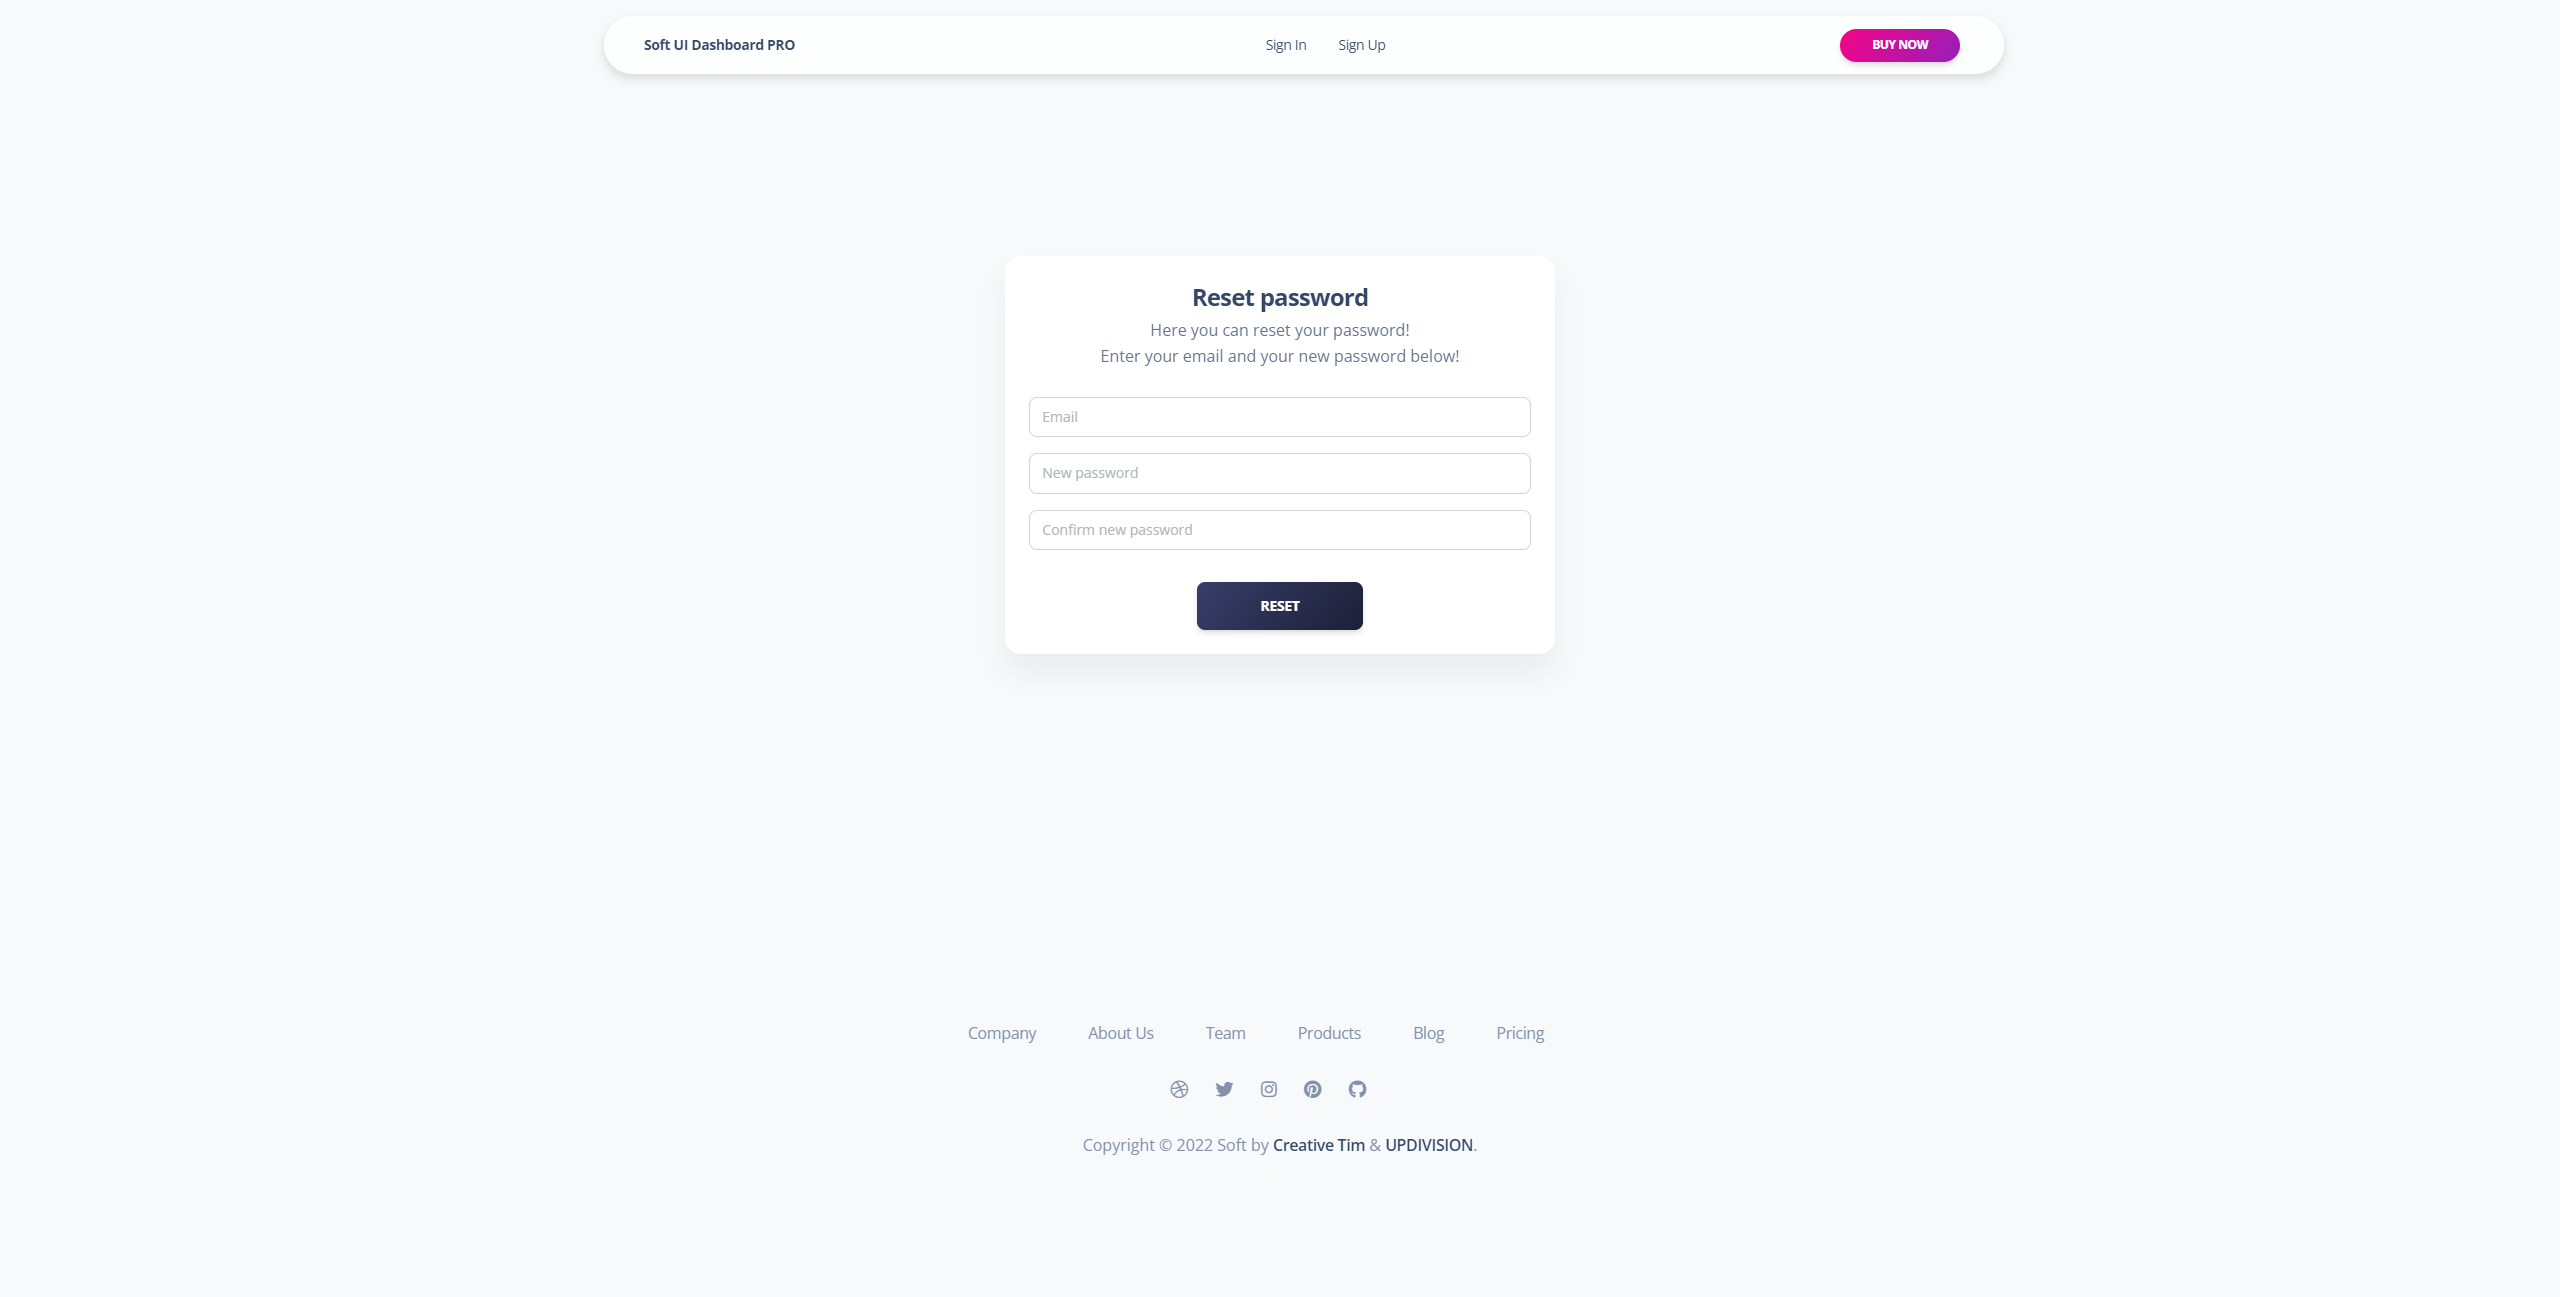 Soft UI Dashboard PRO
Sign In
Sign Up
BUY NOW
Reset password
Here you can reset your password!
Enter your email and your new password below!
Email
New password
Confirm new password
RESET
Company
About Us
Team
Products
Blog
Pricing
Copyright © 2022 Soft by Creative Tim & UPDIVISION.